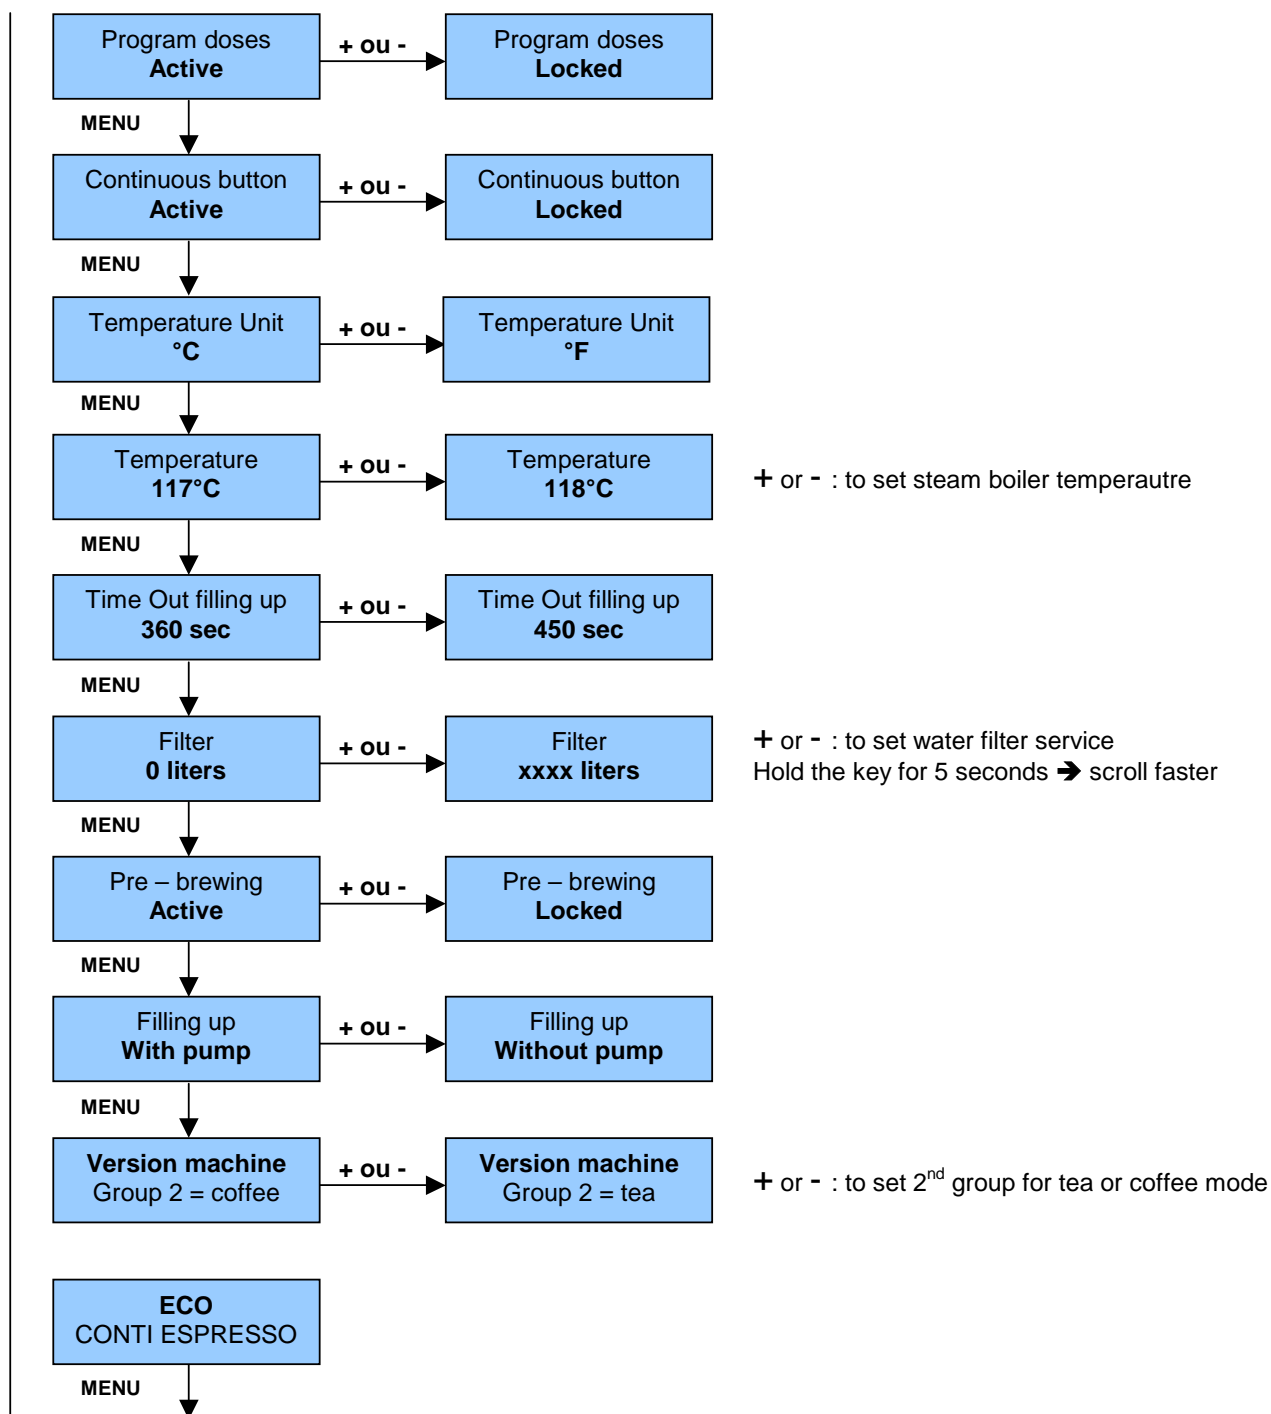 Program doses
Active
+ ou -
Program doses
Locked
MENU
Continuous button
Active
+ ou -
Continuous button
Locked
MENU
Temperature Unit
°C
+ ou -
Temperature Unit
°F
MENU
Temperature
117°C
+ ou -
Temperature
118°C
+ or - : to set steam boiler temperautre
MENU
Time Out filling up
360 sec
+ ou -
Time Out filling up
450 sec
MENU
Filter
0 liters
+ ou -
Filter
xxxx liters
+ or - : to set water filter service
Hold the key for 5 seconds ➔ scroll faster
MENU
Pre – brewing
Active
+ ou -
Pre – brewing
Locked
MENU
Filling up
With pump
+ ou -
Filling up
Without pump
MENU
Version machine
Group 2 = coffee
+ ou -
Version machine
Group 2 = tea
+ or - : to set 2nd group for tea or coffee mode
ECO
CONTI ESPRESSO
MENU